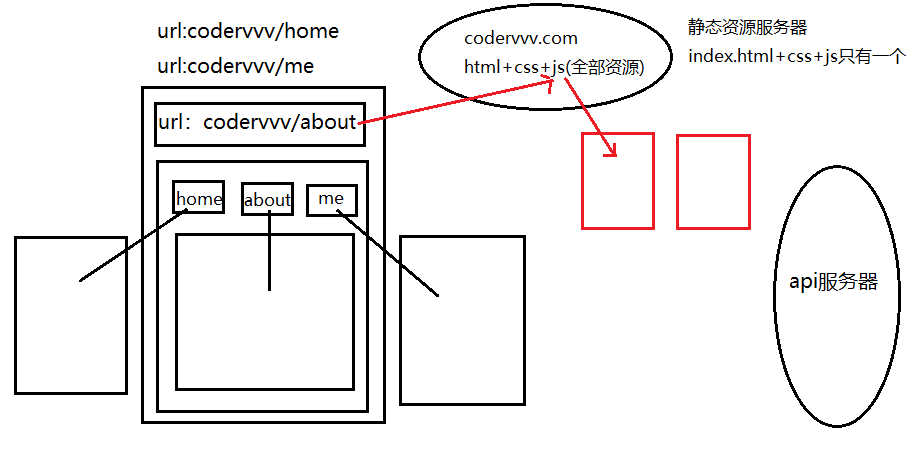 url:codervvv/home
url:codervvv/me
url：codervvv/about
home
about
me
codervvv.com
html+css+js(全部资源)
静态资源服务器
index.html+css+js只有一个
api服务器